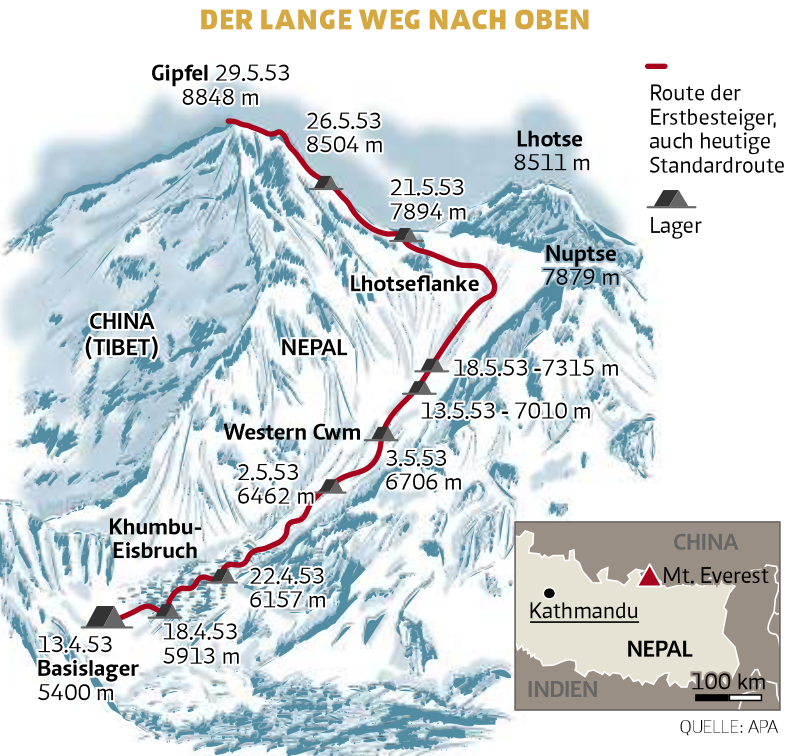 DER LANGE WEG NACH OBEN
Gipfel 29.5.53
8848 m
26.5.53
8504 m
21.5.53
7894 m
Lhotse
8511 m
Nuptse
7879 m
Route der
Erstbesteiger,
auch heutige
Standardroute
Lager
Lhotseflanke
CHINA
(TIBET)
NEPAL
18.5.53 -7315 m
13.5.53 - 7010 m
Western Cwm
3.5.53
6706 m
2.5.53
6462 m
Khumbu-
Eisbruch
22.4.53
6157 m
18.4.53
5913 m
13.4.53
Basislager
5400 m
CHINA
Mt. Everest
Kathmandu
NEPAL
INDIEN
100 km
QUELLE: APA